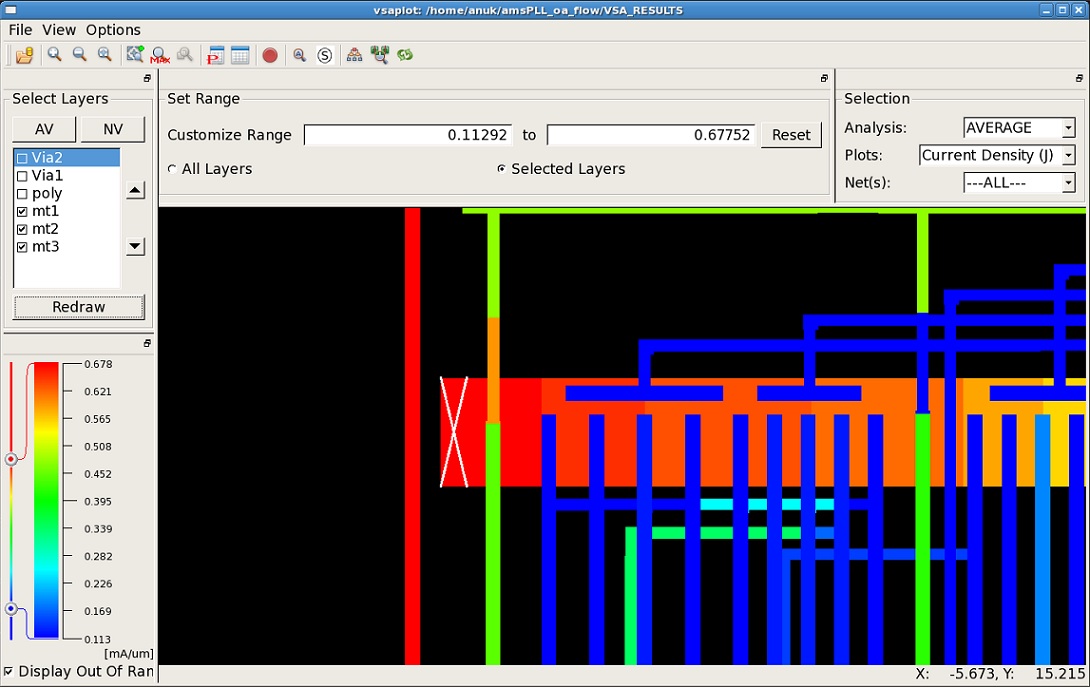 vsaplot: /home/anuk/amsPLL_oa_flow/VSA_RESULTS
File View Options
MAX P S
Select Layers
AV NV
Via2
Via1
poly
mt1
mt2
mt3
Redraw
Set Range
Customize Range 0.11292 to 0.67752 Reset
All Layers Selected Layers
Selection
Analysis: AVERAGE
Plots: Current Density (J)
Net(s): ---ALL---
0.678
0.621
0.565
0.508
0.452
0.395
0.339
0.282
0.226
0.169
0.113
[mA/um]
Display Out Of Ran
X: -5.673, Y: 15.215